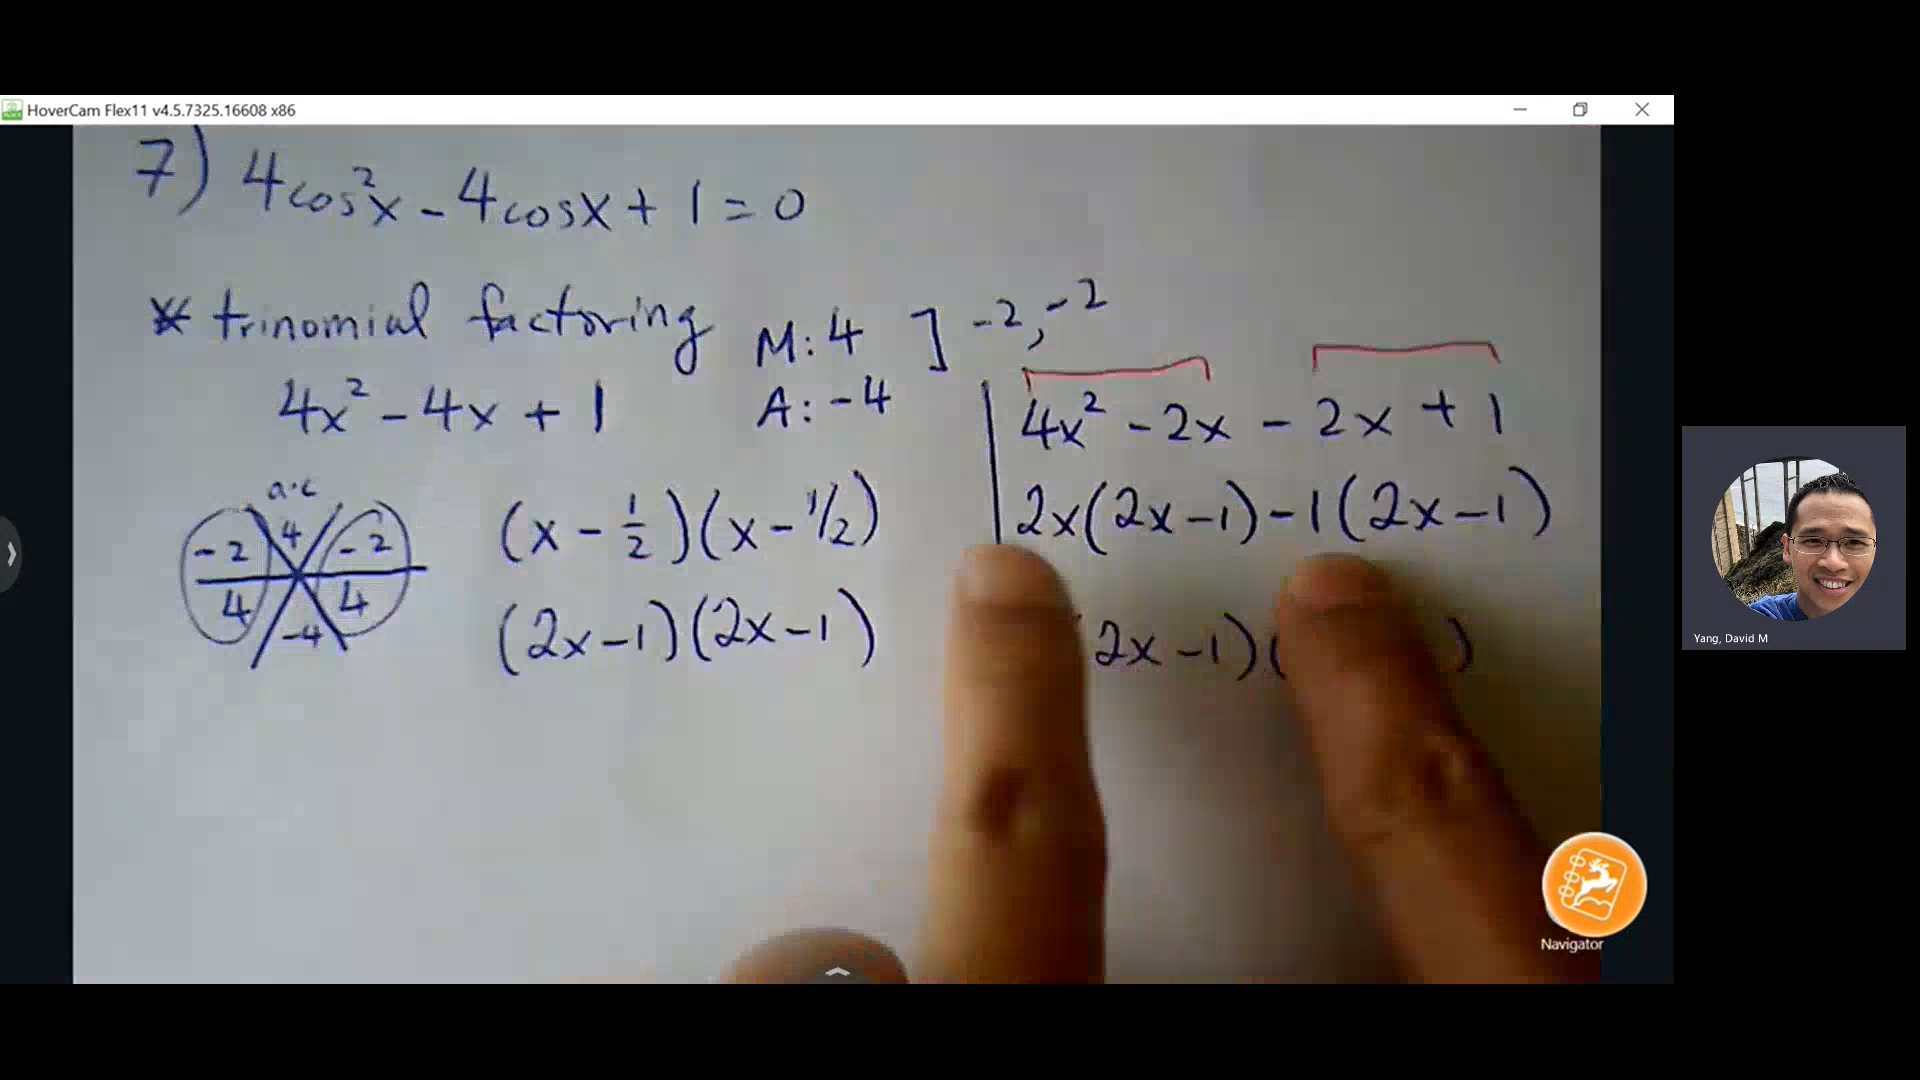 HoverCam Flex11 v4.5.7325.16608 x86
7) 4cos²x - 4cosx + 1 = 0
* trinomial factoring
M: 4 ] -2, -2
A: -4
4x² - 4x + 1
a·c
4
-2 -2
4 4
-4
(x - 1/2)(x - 1/2)
(2x - 1)(2x - 1)
4x² - 2x - 2x + 1
2x(2x - 1) - 1(2x - 1)
(2x - 1)( )
Yang, David M
Navigator